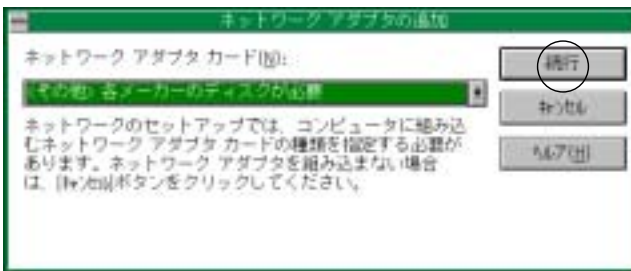 ネットワーク アダプタの追加
ネットワーク アダプタ カード(N):
<その他> 各メーカーのディスクが必要
ネットワークのセットアップでは、コンピュータに組み込
むネットワーク アダプタ カードの種類を指定する必要が
あります。ネットワーク アダプタを組み込まない場合
は、[キャンセル]ボタンをクリックしてください。
続行
キャンセル
ヘルプ(H)